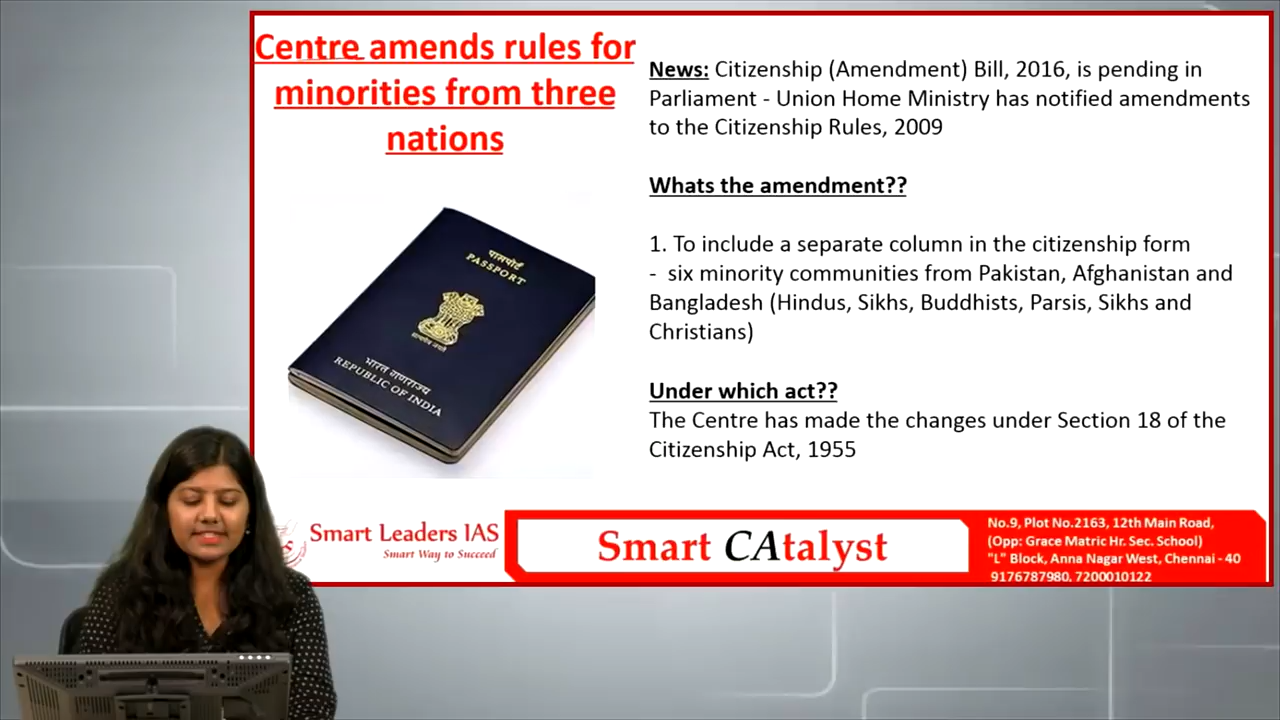 Centre amends rules for
minorities from three
nations
News: Citizenship (Amendment) Bill, 2016, is pending in
Parliament - Union Home Ministry has notified amendments
to the Citizenship Rules, 2009
Whats the amendment??
1. To include a separate column in the citizenship form
- six minority communities from Pakistan, Afghanistan and
Bangladesh (Hindus, Sikhs, Buddhists, Parsis, Sikhs and
Christians)
Under which act??
The Centre has made the changes under Section 18 of the
Citizenship Act, 1955
पासपोर्ट
PASSPORT
सत्यमेव जयते
भारत गणराज्य
REPUBLIC OF INDIA
Smart Leaders IAS
Smart Way to Succeed
Smart CAtalyst
No.9, Plot No.2163, 12th Main Road,
(Opp: Grace Matric Hr. Sec. School)
"L" Block, Anna Nagar West, Chennai - 40
9176787980, 7200010122